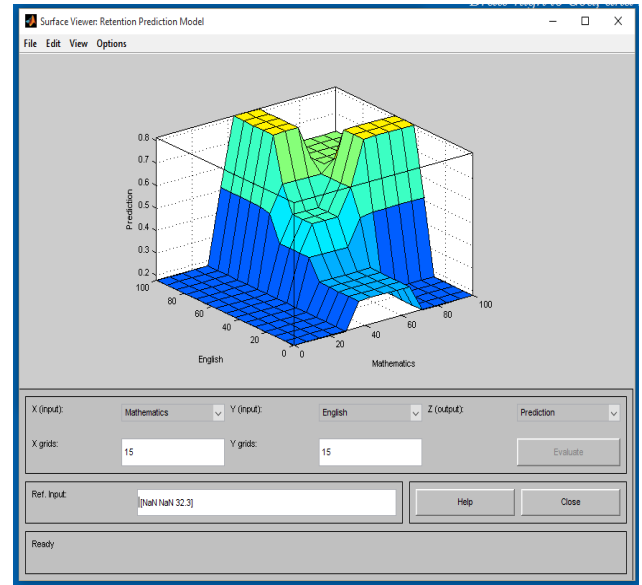 Surface Viewer: Retention Prediction Model
File Edit View Options
0.8
0.7
0.6
0.5
0.4
0.3
0.2
Prediction
100
80
60
40
20
0
English
0
20
40
60
80
100
Mathematics
X (input): Mathematics Y (input): English Z (output): Prediction
X grids: 15 Y grids: 15 Evaluate
Ref. Input: [NaN NaN 32.3] Help Close
Ready